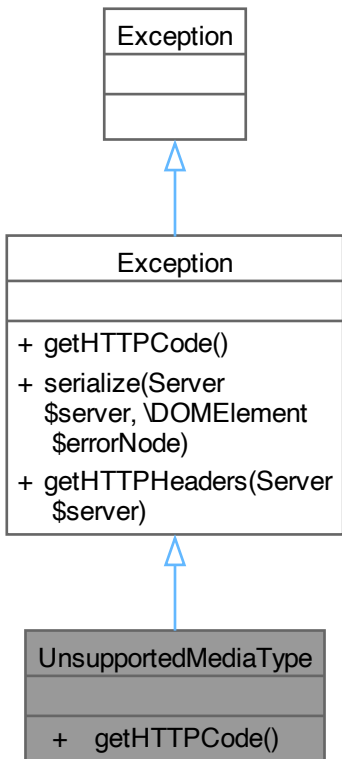 Exception
Exception
+ getHTTPCode()
+ serialize(Server
$server, \DOMElement
$errorNode)
+ getHTTPHeaders(Server
$server)
UnsupportedMediaType
+ getHTTPCode()